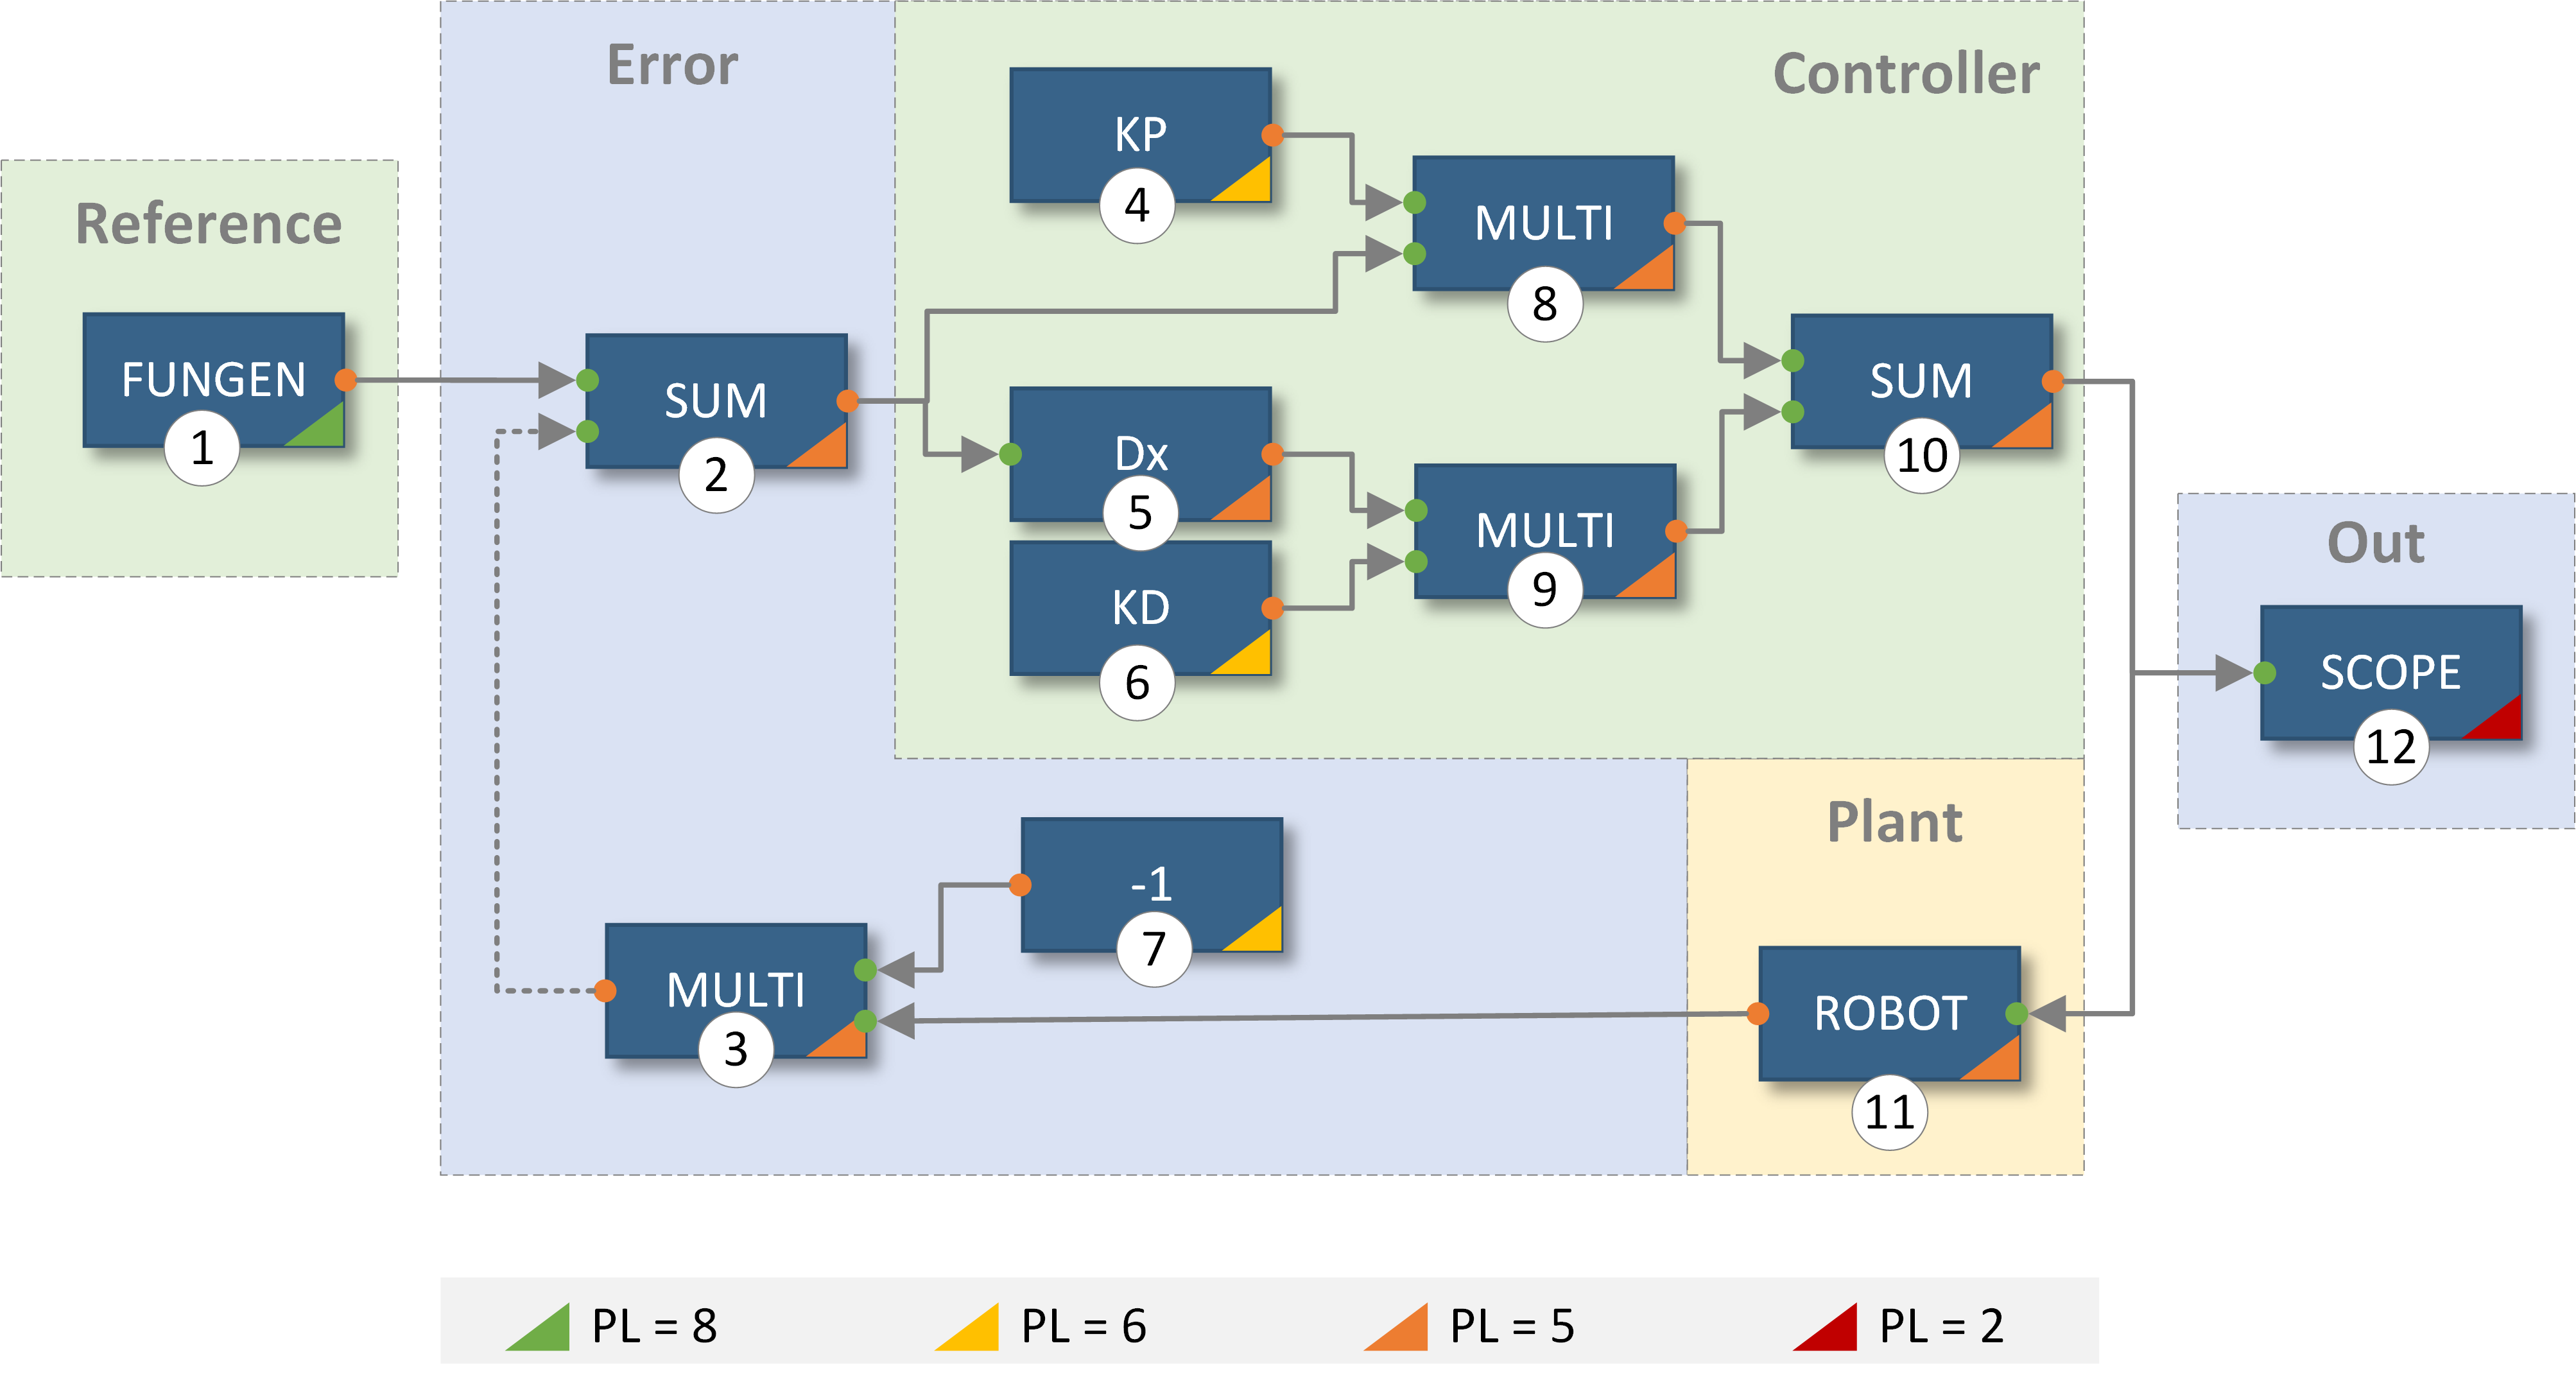 Error
Controller
KP
4
Reference
MULTI
8
FUNGEN
1
SUM
2
SUM
10
Dx
5
MULTI
9
KD
6
Out
SCOPE
12
Plant
-1
7
MULTI
3
ROBOT
11
PL = 8
PL = 6
PL = 5
PL = 2